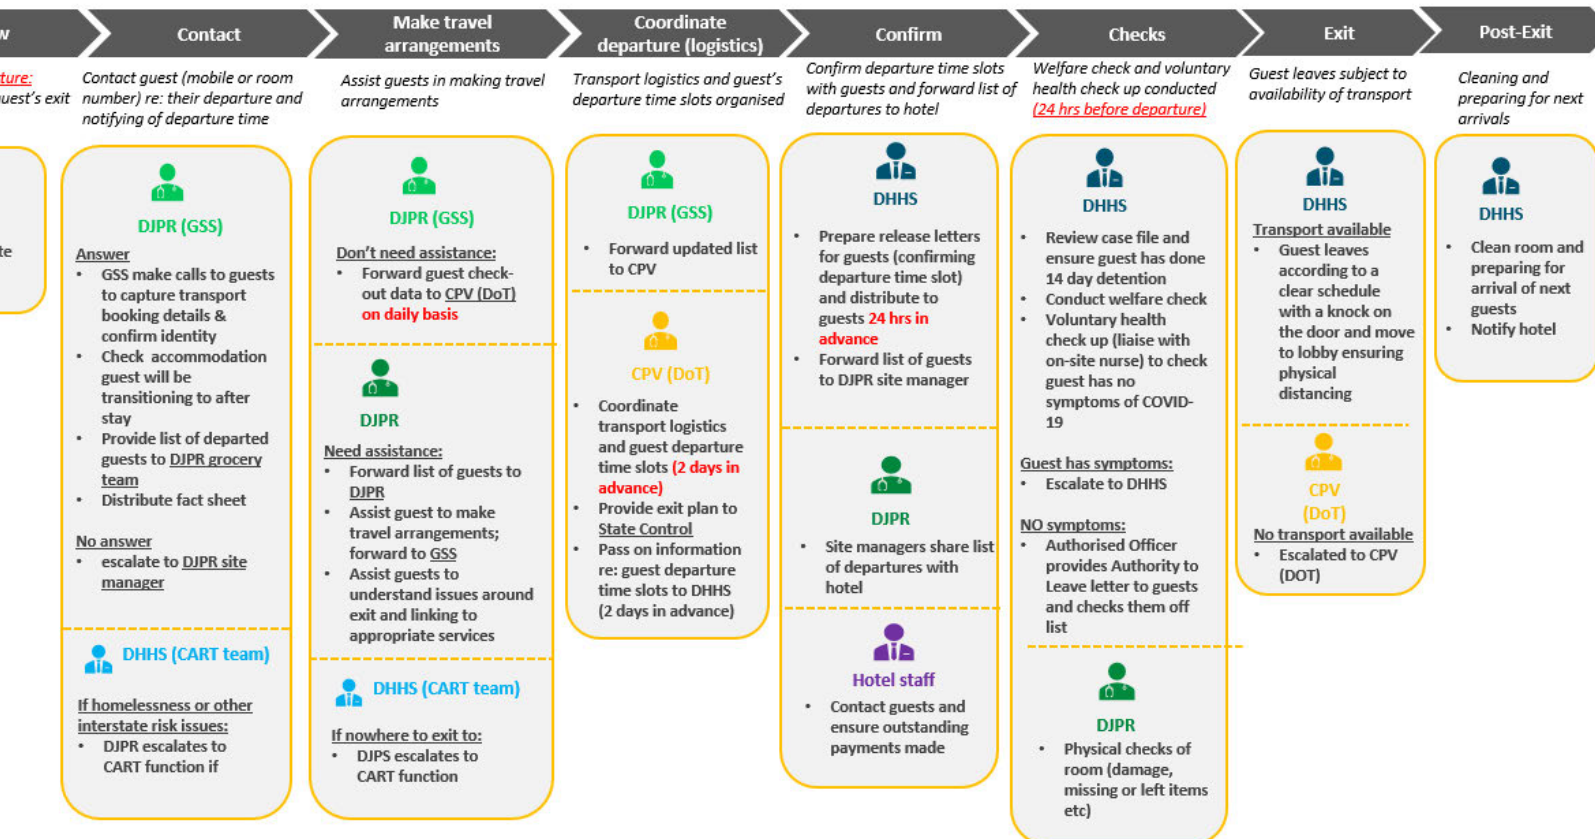 w
Contact
Make travel
arrangements
Coordinate
departure (logistics)
Confirm
Checks
Exit
Post-Exit
ture:
uest's exit
Contact guest (mobile or room
number) re: their departure and
notifying of departure time
Assist guests in making travel
arrangements
Transport logistics and guest's
departure time slots organised
Confirm departure time slots
with guests and forward list of
departures to hotel
Welfare check and voluntary
health check up conducted
(24 hrs before departure)
Guest leaves subject to
availability of transport
Cleaning and
preparing for next
arrivals
te
DJPR (GSS)
Answer
• GSS make calls to guests
to capture transport
booking details &
confirm identity
• Check accommodation
guest will be
transitioning to after
stay
• Provide list of departed
guests to DJPR grocery
team
• Distribute fact sheet
No answer
• escalate to DJPR site
manager
DHHS (CART team)
If homelessness or other
interstate risk issues:
• DJPR escalates to
CART function if
DJPR (GSS)
Don't need assistance:
• Forward guest check-
out data to CPV (DoT)
on daily basis
DJPR
Need assistance:
• Forward list of guests to
DJPR
• Assist guest to make
travel arrangements;
forward to GSS
• Assist guests to
understand issues around
exit and linking to
appropriate services
DHHS (CART team)
If nowhere to exit to:
• DJPS escalates to
CART function
DJPR (GSS)
• Forward updated list
to CPV
CPV (DoT)
• Coordinate
transport logistics
and guest departure
time slots (2 days in
advance)
• Provide exit plan to
State Control
• Pass on information
re: guest departure
time slots to DHHS
(2 days in advance)
DHHS
• Prepare release letters
for guests (confirming
departure time slot)
and distribute to
guests 24 hrs in
advance
• Forward list of guests
to DJPR site manager
DJPR
• Site managers share list
of departures with
hotel
Hotel staff
• Contact guests and
ensure outstanding
payments made
DHHS
• Review case file and
ensure guest has done
14 day detention
• Conduct welfare check
• Voluntary health
check up (liaise with
on-site nurse) to check
guest has no
symptoms of COVID-
19
Guest has symptoms:
• Escalate to DHHS
NO symptoms:
• Authorised Officer
provides Authority to
Leave letter to guests
and checks them off
list
DJPR
• Physical checks of
room (damage,
missing or left items
etc)
DHHS
Transport available
• Guest leaves
according to a
clear schedule
with a knock on
the door and move
to lobby ensuring
physical
distancing
CPV
(DoT)
No transport available
• Escalated to CPV
(DOT)
DHHS
• Clean room and
preparing for
arrival of next
guests
• Notify hotel